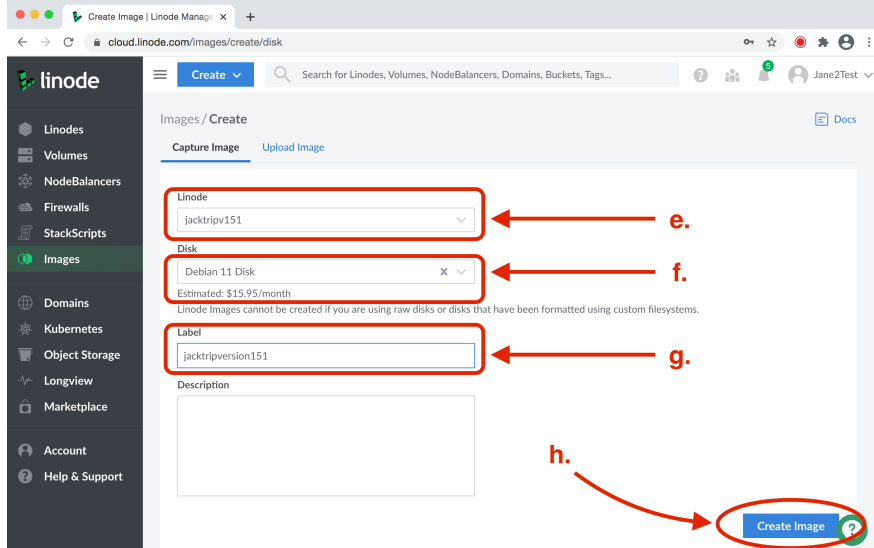 Create Image | Linode Manage
cloud.linode.com/images/create/disk
linode
Create
Search for Linodes, Volumes, NodeBalancers, Domains, Buckets, Tags...
?
5
Jane2Test
Linodes
Volumes
NodeBalancers
Firewalls
StackScripts
Images
Domains
Kubernetes
Object Storage
Longview
Marketplace
Account
? Help & Support
Images / Create
Docs
Capture Image Upload Image
Linode
jacktripv151
e.
Disk
Debian 11 Disk
f.
Estimated: $15.95/month
Linode Images cannot be created if you are using raw disks or disks that have been formatted using custom filesystems.
Label
jacktripversion151
g.
Description
h.
Create Image
?